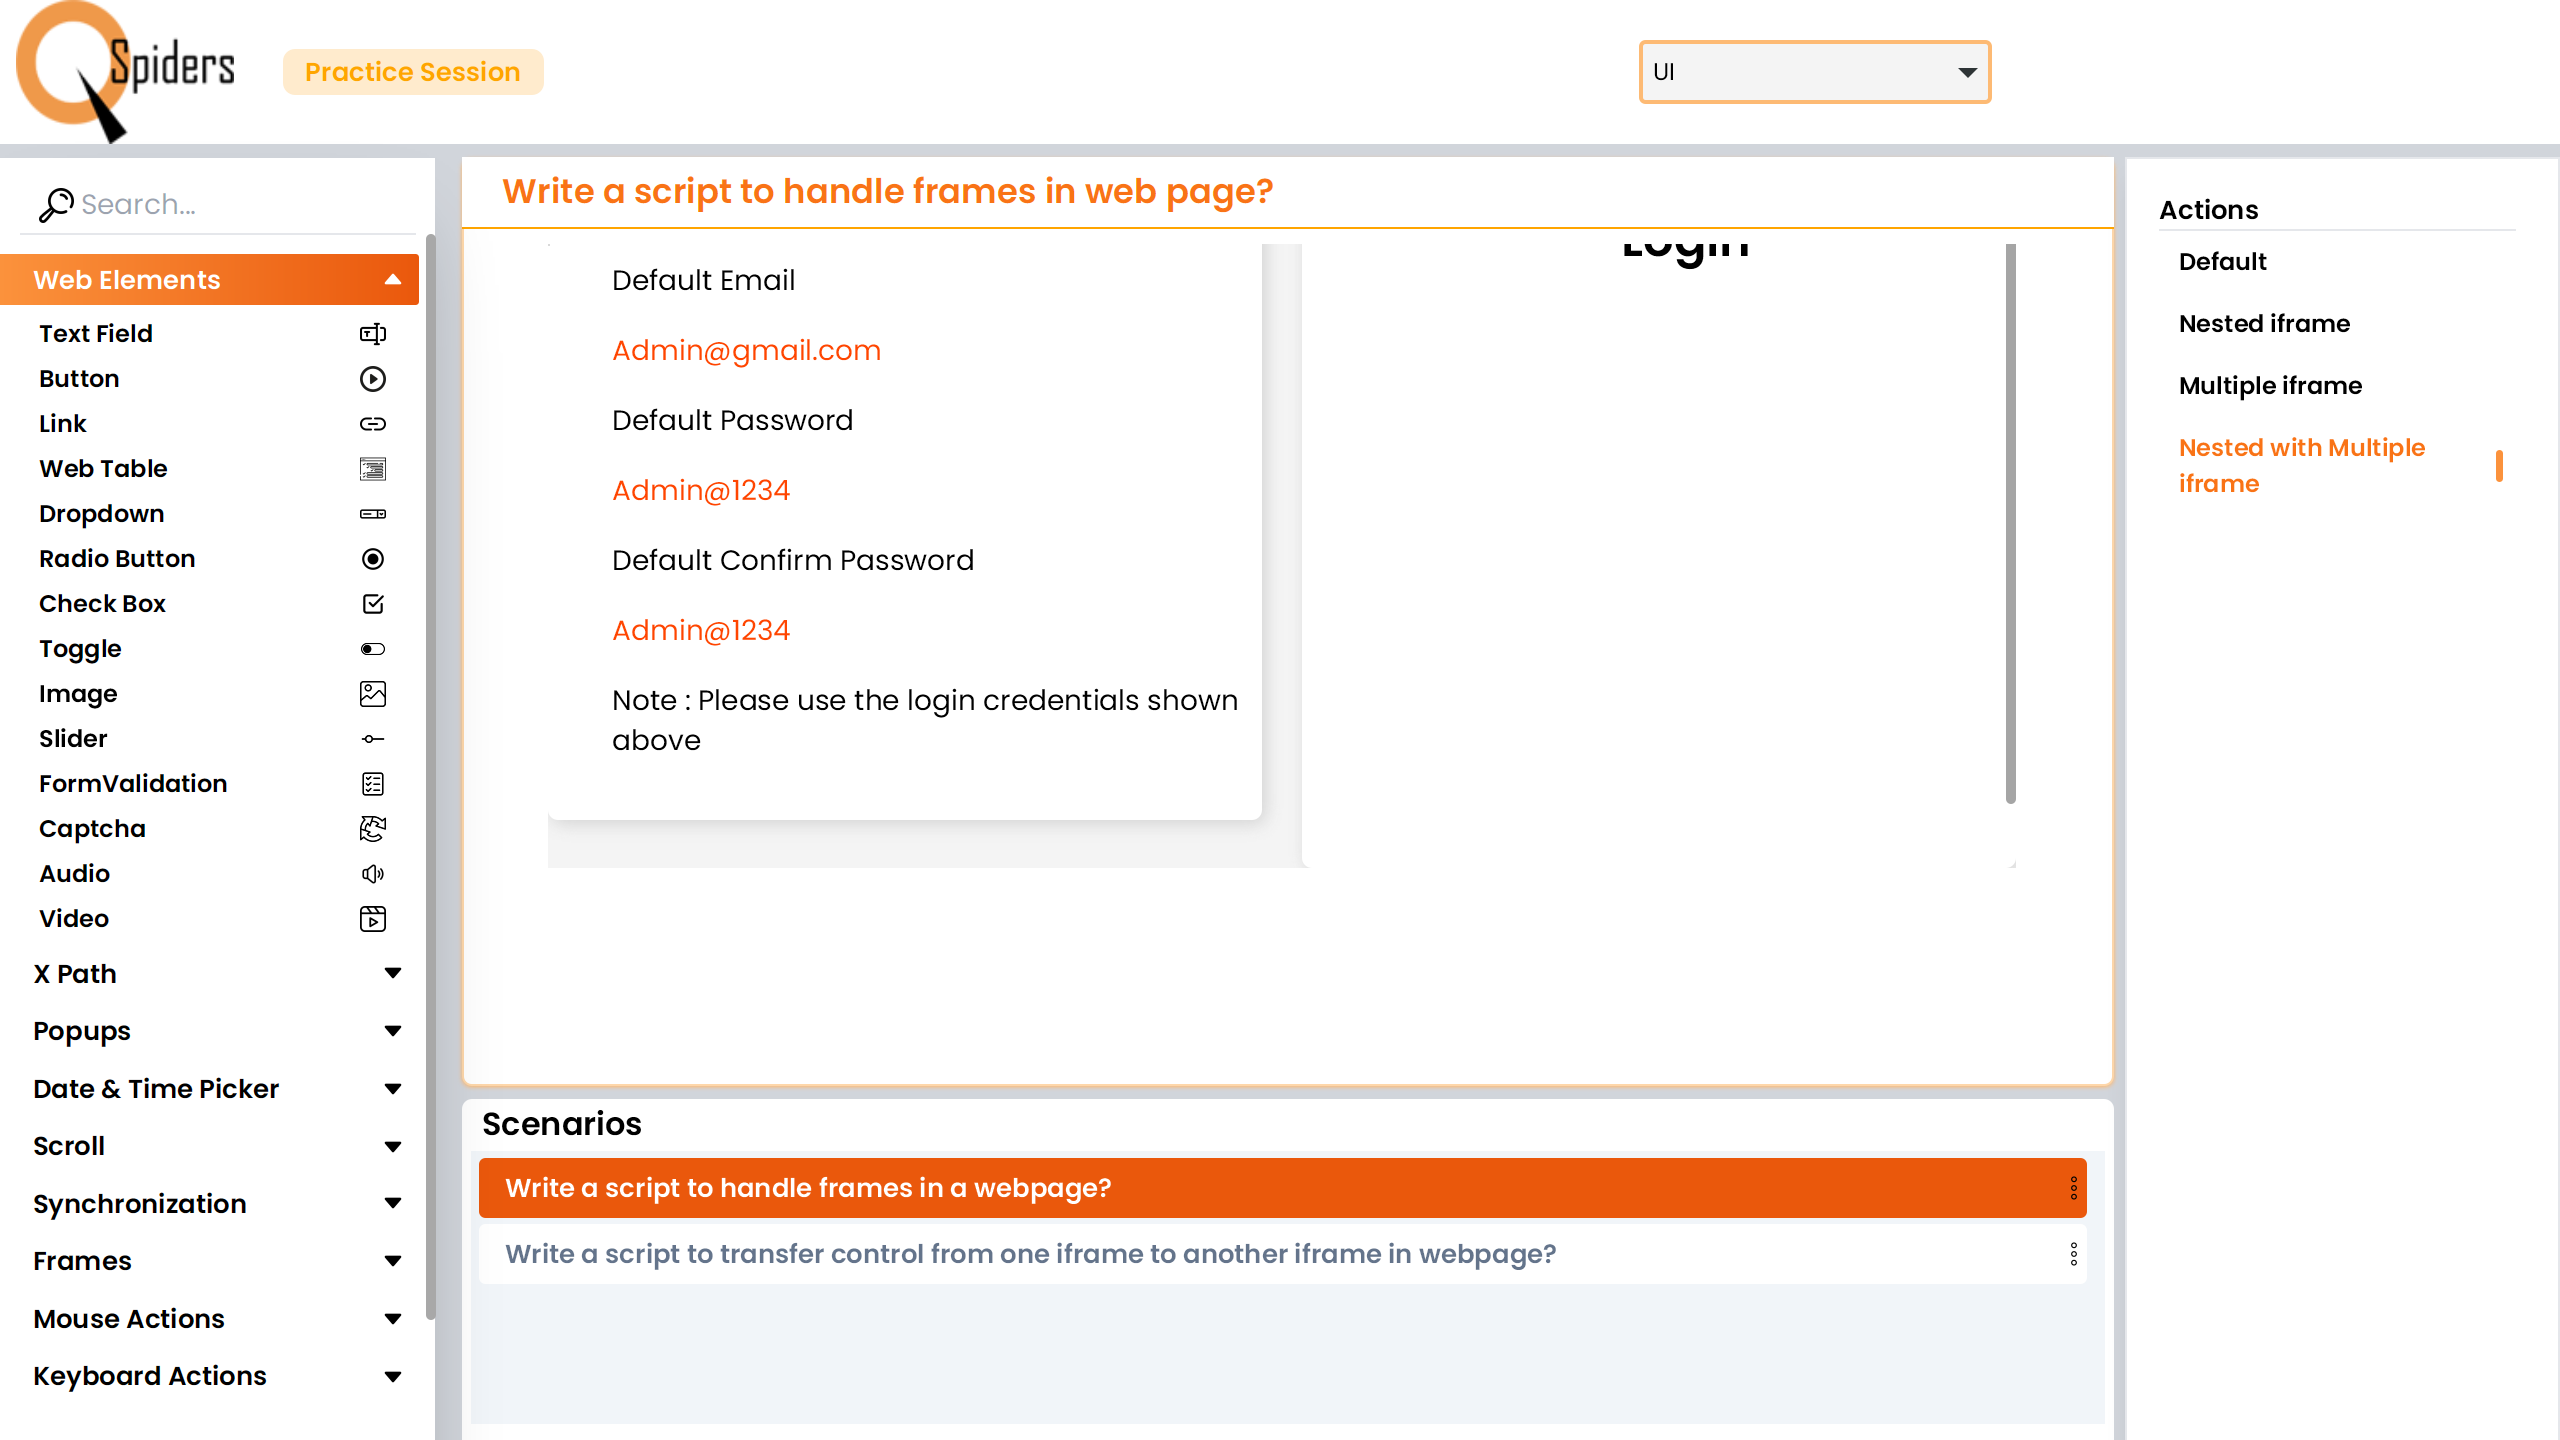 Spiders
Practice Session
UI
Search...
Web Elements
Text Field
Button
Link
Web Table
Dropdown
Radio Button
Check Box
Toggle
Image
Slider
FormValidation
Captcha
Audio
Video
X Path
Popups
Date & Time Picker
Scroll
Synchronization
Frames
Mouse Actions
Keyboard Actions
Write a script to handle frames in web page?
Default Email
Admin@gmail.com
Default Password
Admin@1234
Default Confirm Password
Admin@1234
Note : Please use the login credentials shown
above
Login
Scenarios
Write a script to handle frames in a webpage?
Write a script to transfer control from one iframe to another iframe in webpage?
Actions
Default
Nested iframe
Multiple iframe
Nested with Multiple
iframe